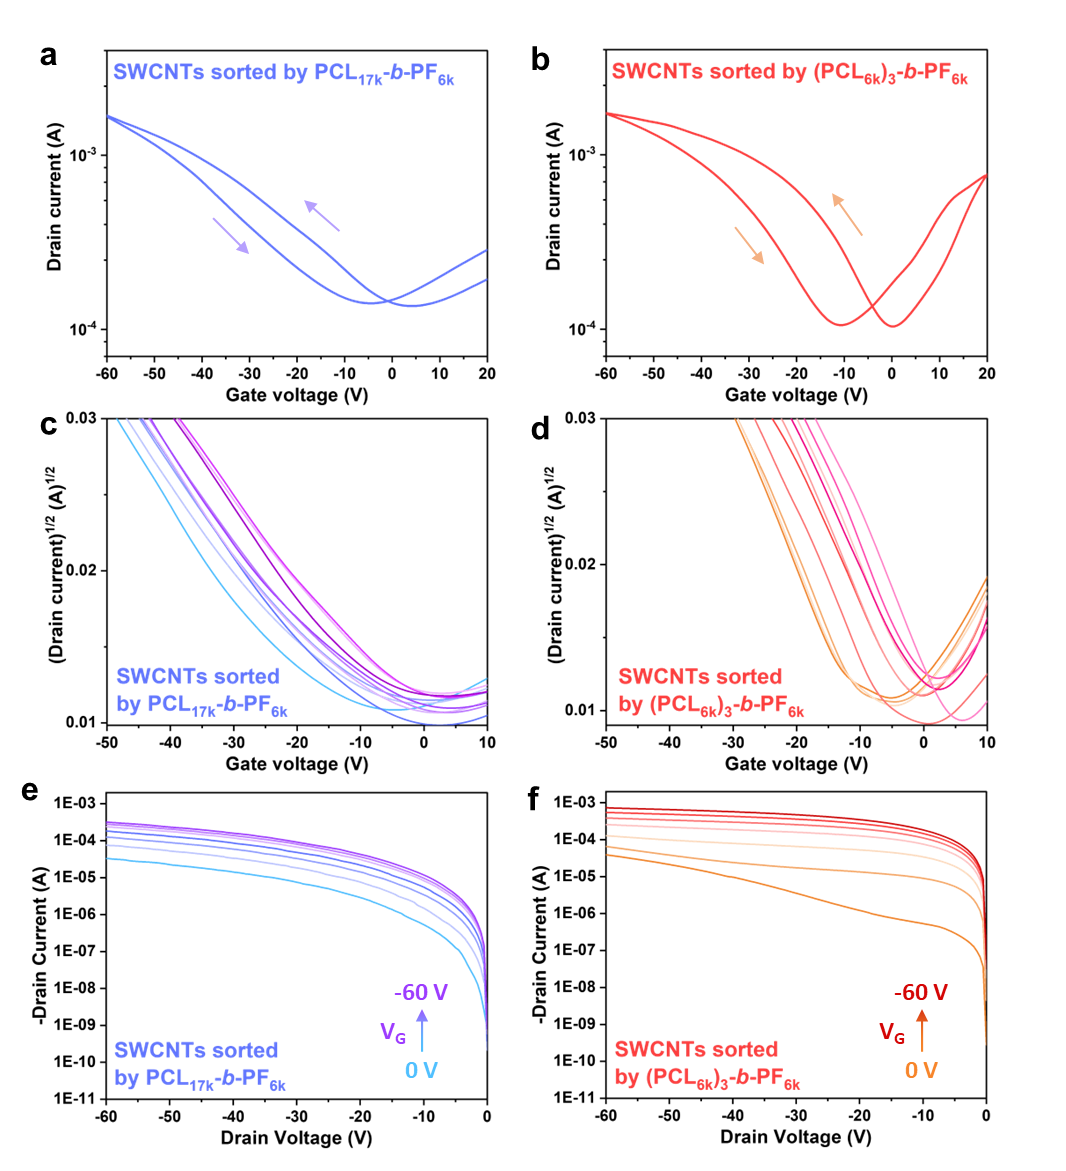 a
SWCNTs sorted by PCL17k-b-PF6k
Drain current (A)
10-3
10-4
-60 -50 -40 -30 -20 -10 0 10 20
Gate voltage (V)
b
SWCNTs sorted by (PCL6k)3-b-PF6k
Drain current (A)
10-3
10-4
-60 -50 -40 -30 -20 -10 0 10 20
Gate voltage (V)
c
(Drain current)1/2 (A)1/2
0.03
0.02
0.01
SWCNTs sorted
by PCL17k-b-PF6k
-50 -40 -30 -20 -10 0 10
Gate voltage (V)
d
(Drain current)1/2 (A)1/2
0.03
0.02
0.01
SWCNTs sorted
by (PCL6k)3-b-PF6k
-50 -40 -30 -20 -10 0 10
Gate voltage (V)
e
-Drain Current (A)
1E-03
1E-04
1E-05
1E-06
1E-07
1E-08
1E-09
1E-10
1E-11
-60 V
VG
0 V
SWCNTs sorted
by PCL17k-b-PF6k
-60 -50 -40 -30 -20 -10 0
Drain Voltage (V)
f
-Drain Current (A)
1E-03
1E-04
1E-05
1E-06
1E-07
1E-08
1E-09
1E-10
1E-11
-60 V
VG
0 V
SWCNTs sorted
by (PCL6k)3-b-PF6k
-60 -50 -40 -30 -20 -10 0
Drain Voltage (V)